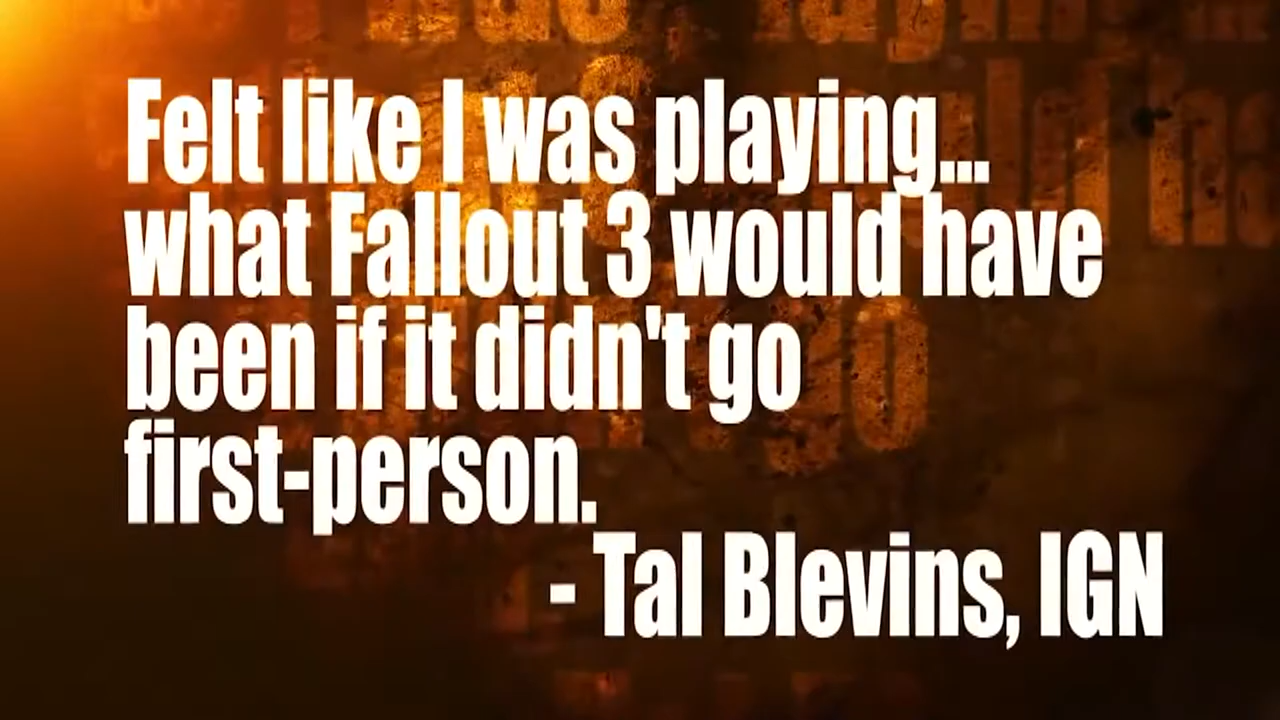 Felt like I was playing...
what Fallout 3 would have
been if it didn't go
first-person.
- Tal Blevins, IGN